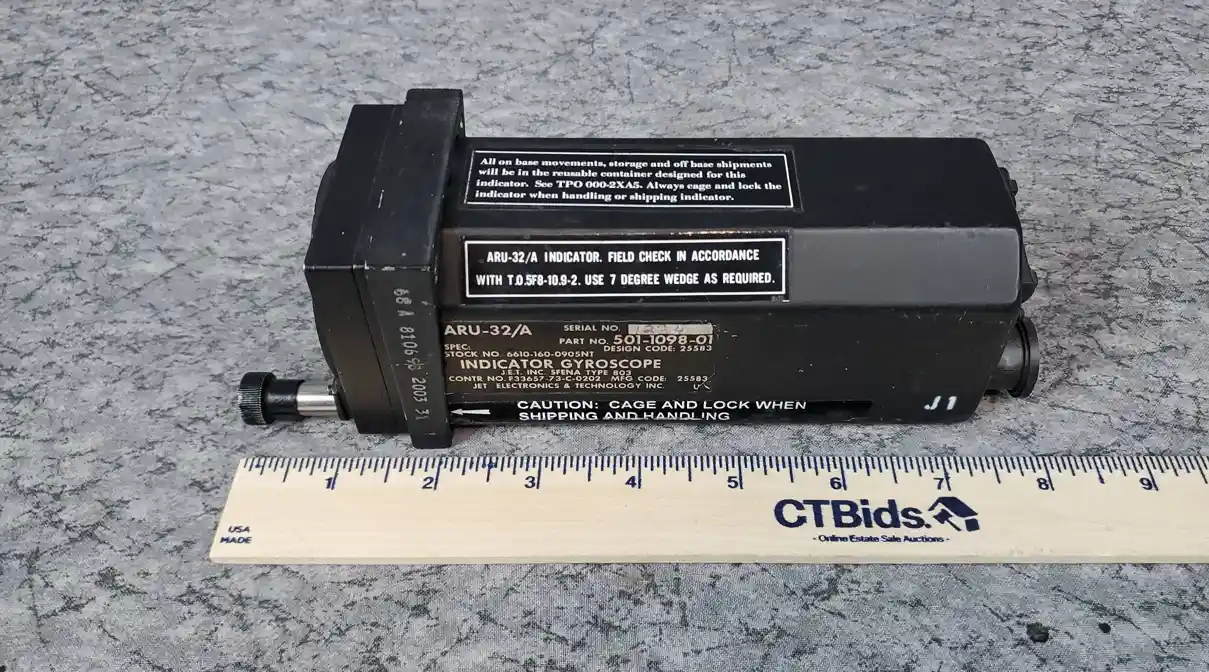 All on base movements, storage and off base shipments
will be in the reusable container designed for this
indicator. See TPO 000-2XA5. Always cage and lock the
indicator when handling or shipping indicator.
ARU-32/A INDICATOR. FIELD CHECK IN ACCORDANCE
WITH T.O.5F8-10.9-2. USE 7 DEGREE WEDGE AS REQUIRED.
68 A 8106 96 2003 31
ARU-32/A SERIAL NO.
PART NO. 501-1098-01
SPEC: DESIGN CODE: 25583
STOCK NO. 6610-160-0905NT
INDICATOR GYROSCOPE
J.E.T. INC. SFENA TYPE 803
CONTR NO. F33657-73-C-0202 MFG CODE: 25583
JET ELECTRONICS & TECHNOLOGY INC.
CAUTION: CAGE AND LOCK WHEN
SHIPPING AND HANDLING
J1
1 2 3 4 5 6 7 8 9
CTBids.
- Online Estate Sale Auctions -
USA
MADE